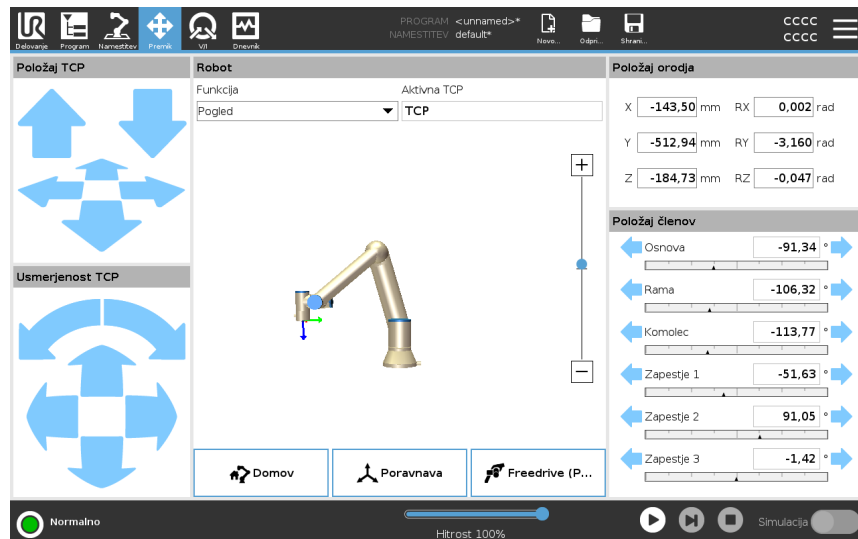 UR
Delovanje Program Namestitev Premik V/I Dnevnik
PROGRAM <unnamed>*
NAMESTITEV default*
Novo... Odpri... Shrani...
CCCC
CCCC
Položaj TCP
Robot
Položaj orodja
Funkcija Aktivna TCP
Pogled TCP
X -143,50 mm RX 0,002 rad
Y -512,94 mm RY -3,160 rad
Z -184,73 mm RZ -0,047 rad
Položaj členov
Osnova -91,34 °
Usmerjenost TCP
Rama -106,32 °
Komolec -113,77 °
Zapestje 1 -51,63 °
Zapestje 2 91,05 °
Zapestje 3 -1,42 °
Domov Poravnava Freedrive (P...
Normalno
Hitrost 100%
Simulacija